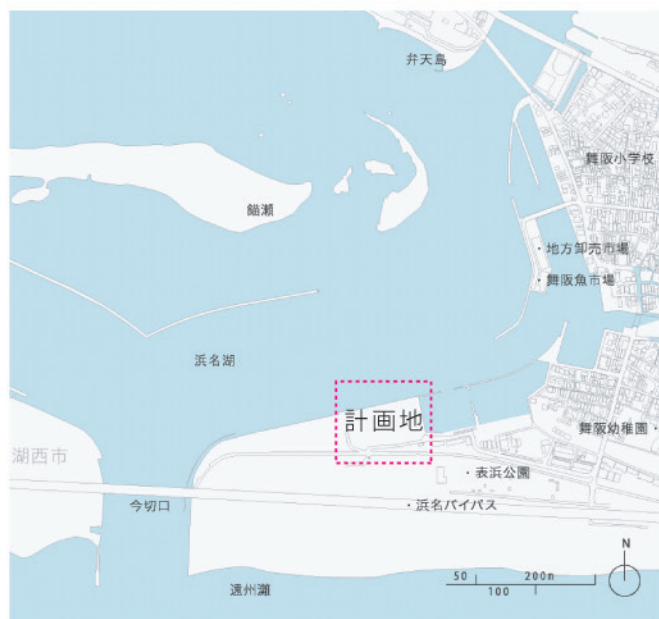 弁天島
舞阪小学校
鯔瀬
・地方卸売市場
・舞阪魚市場
浜名湖
計画地
舞阪幼稚園・
湖西市
・表浜公園
今切口
・浜名バイパス
N
50 200m
100
遠州灘